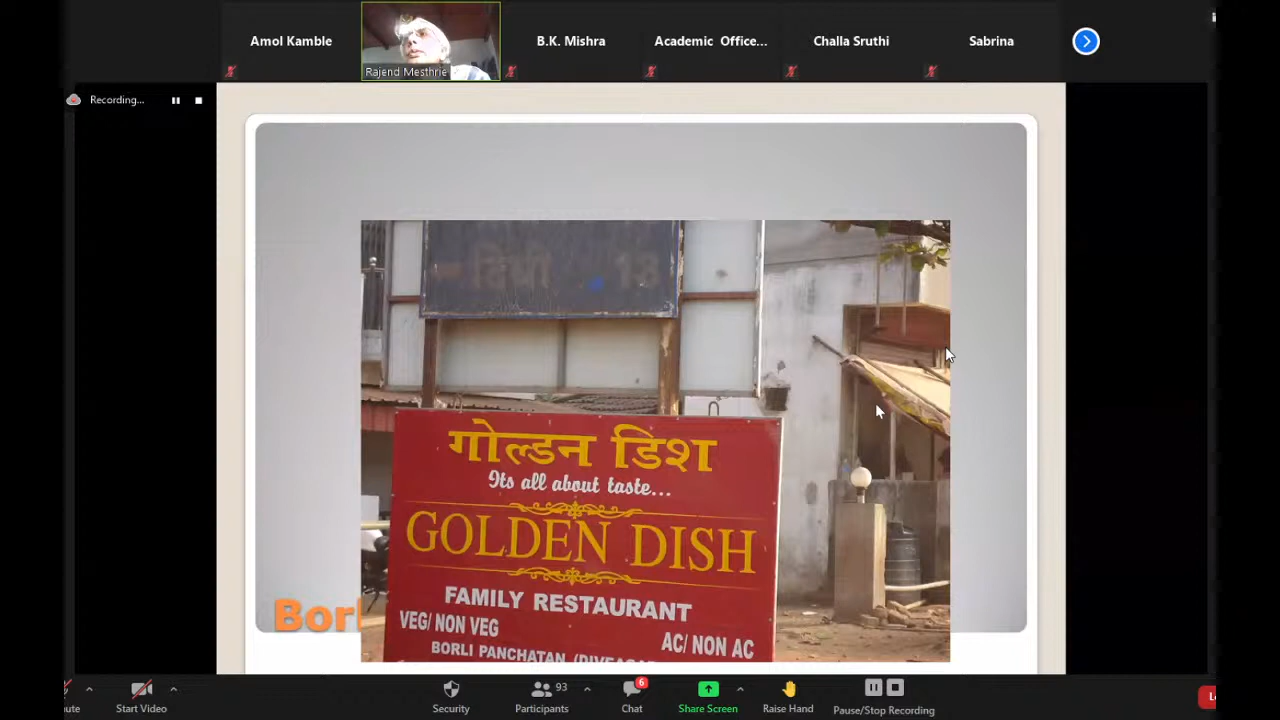 Amol Kamble
Rajend Mesthrie
B.K. Mishra
Academic Office...
Challa Sruthi
Sabrina
Recording...
13
गोल्डन डिश
Its all about taste...
GOLDEN DISH
FAMILY RESTAURANT
VEG/ NON VEG
AC/ NON AC
BORLI PANCHATAN
Borl
Start Video
Security
93
Participants
6
Chat
Share Screen
Raise Hand
Pause/Stop Recording